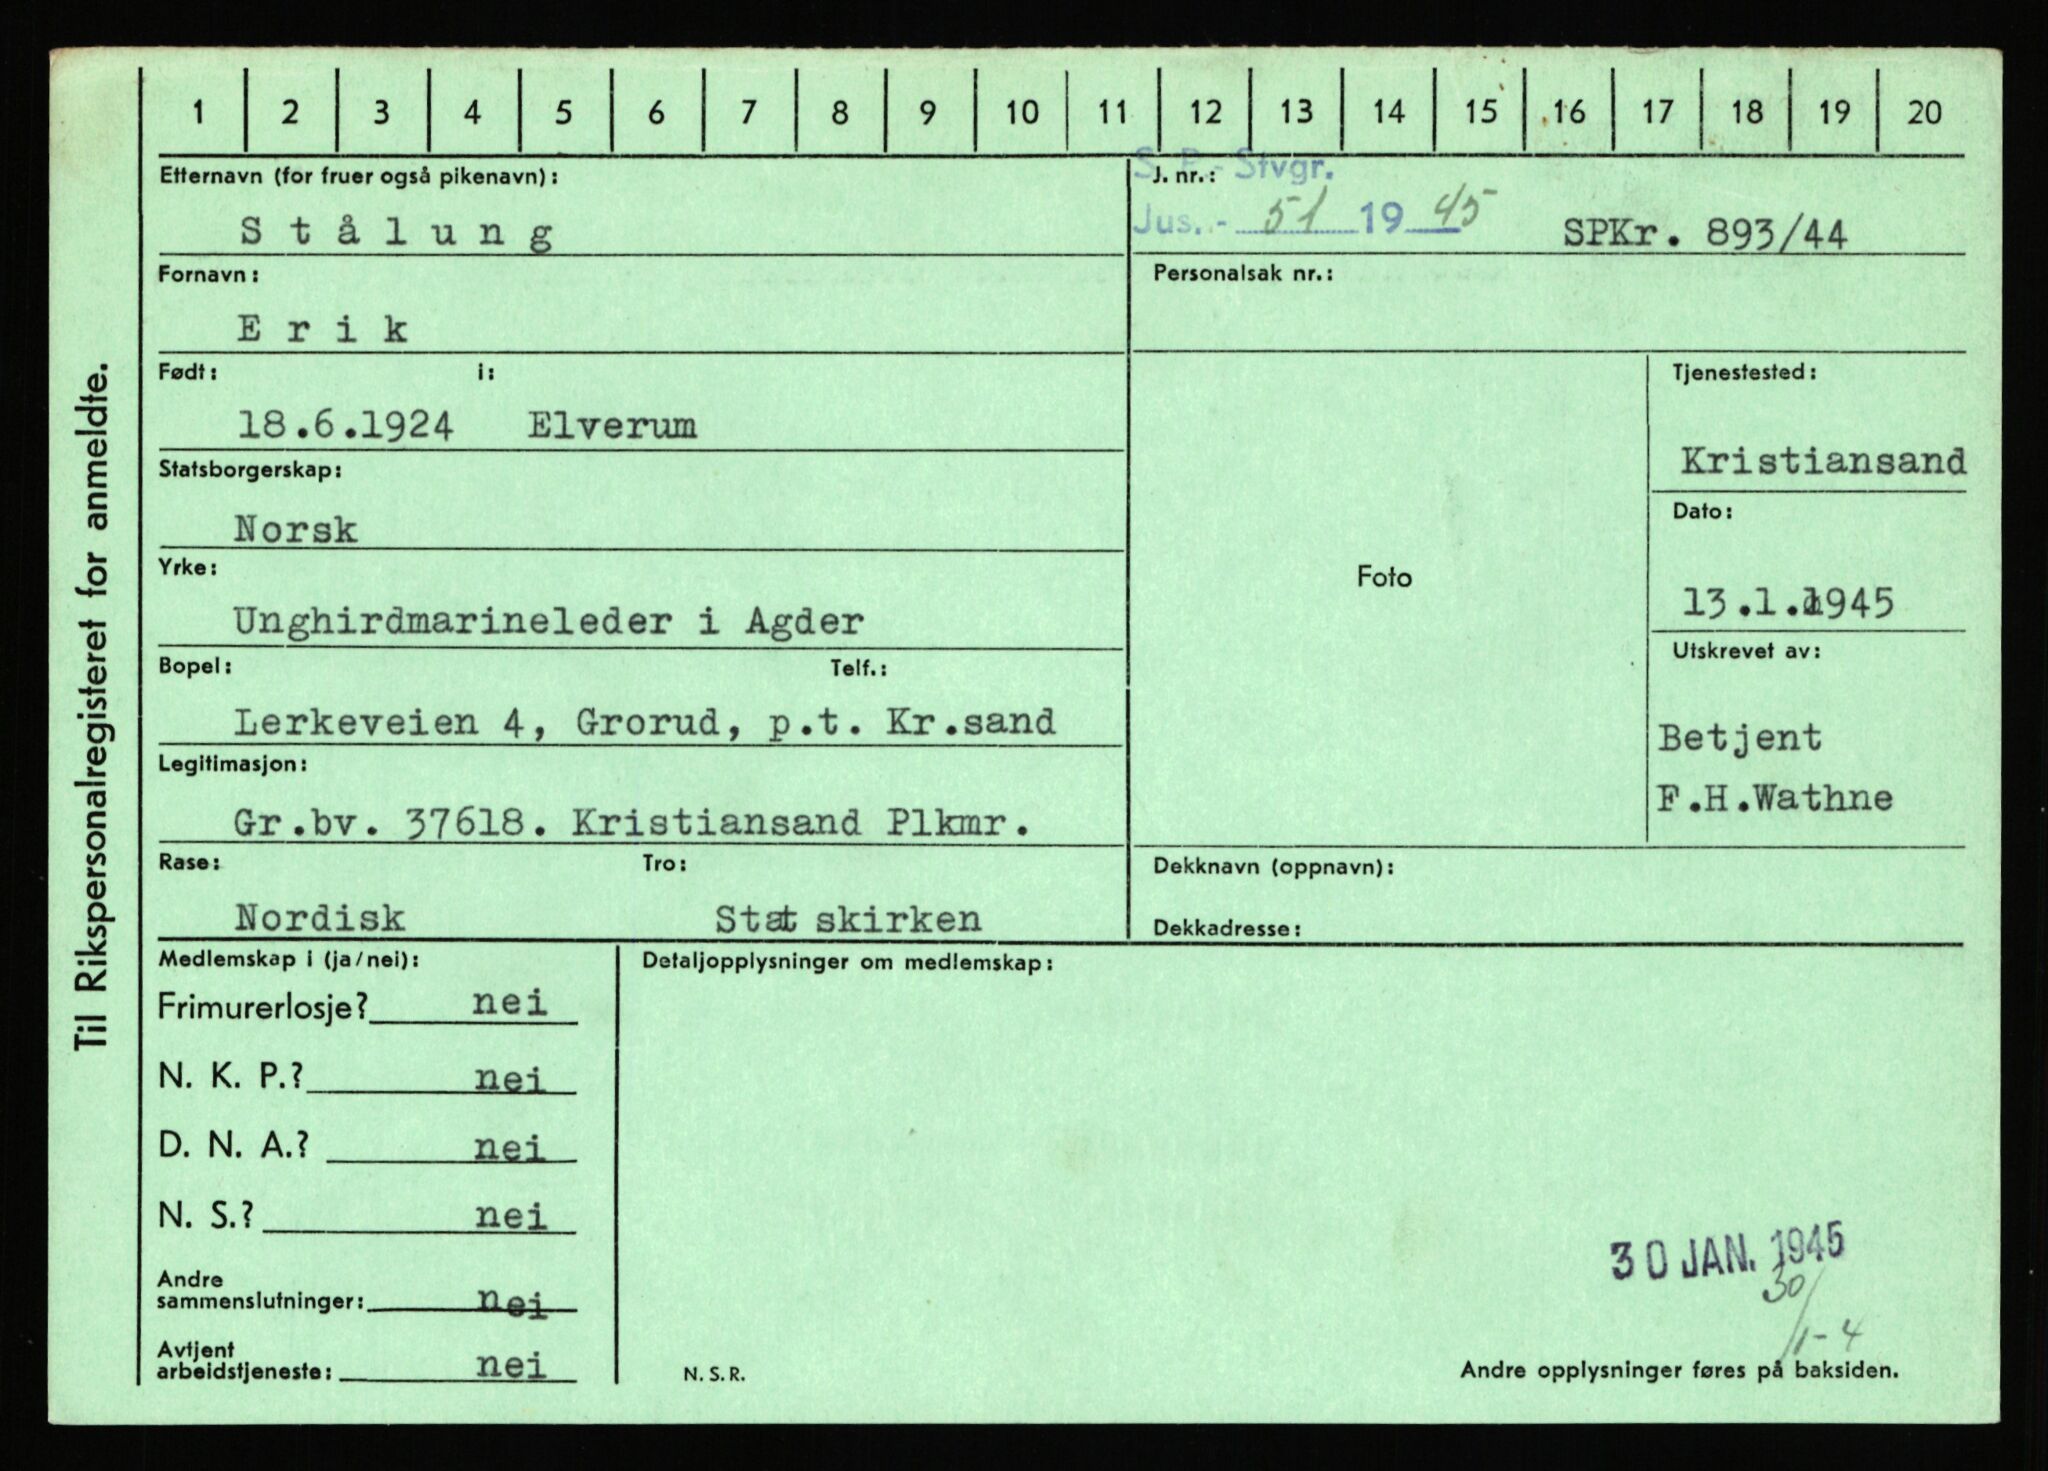 Til Rikspersonalregisteret for anmeldte.
1 2 3 4 5 6 7 8 9 10 11 12 13 14 15 16 17 18 19 20
Etternavn (for fruer også pikenavn):
Stålung
Fornavn:
Erik
Født: i:
18.6.1924 Elverum
Statsborgerskap:
Norsk
Yrke:
Unghirdmarineleder i Agder
Bopel: Telf.:
Lerkeveien 4, Grorud, p.t. Kr.sand
Legitimasjon:
Gr.bv. 37618. Kristiansand Plkmr.
Rase: Tro:
Nordisk Statskirken
S. P.- Stvgr.
J. nr.:
Jus. - 51 1945 SPKr. 893/44
Personalsak nr.:
Foto
Tjenestested:
Kristiansand
Dato:
13.1.1945
Utskrevet av:
Betjent
F.H.Wathne
Dekknavn (oppnavn):
Dekkadresse:
Medlemskap i (ja/nei):
Frimurerlosje? nei
N. K. P.? nei
D. N. A.? nei
N. S.? nei
Andre
sammenslutninger: nei
Avtjent
arbeidstjeneste: nei
Detaljopplysninger om medlemskap:
30 JAN. 1945
30/1-4
N.S.R.
Andre opplysninger føres på baksiden.